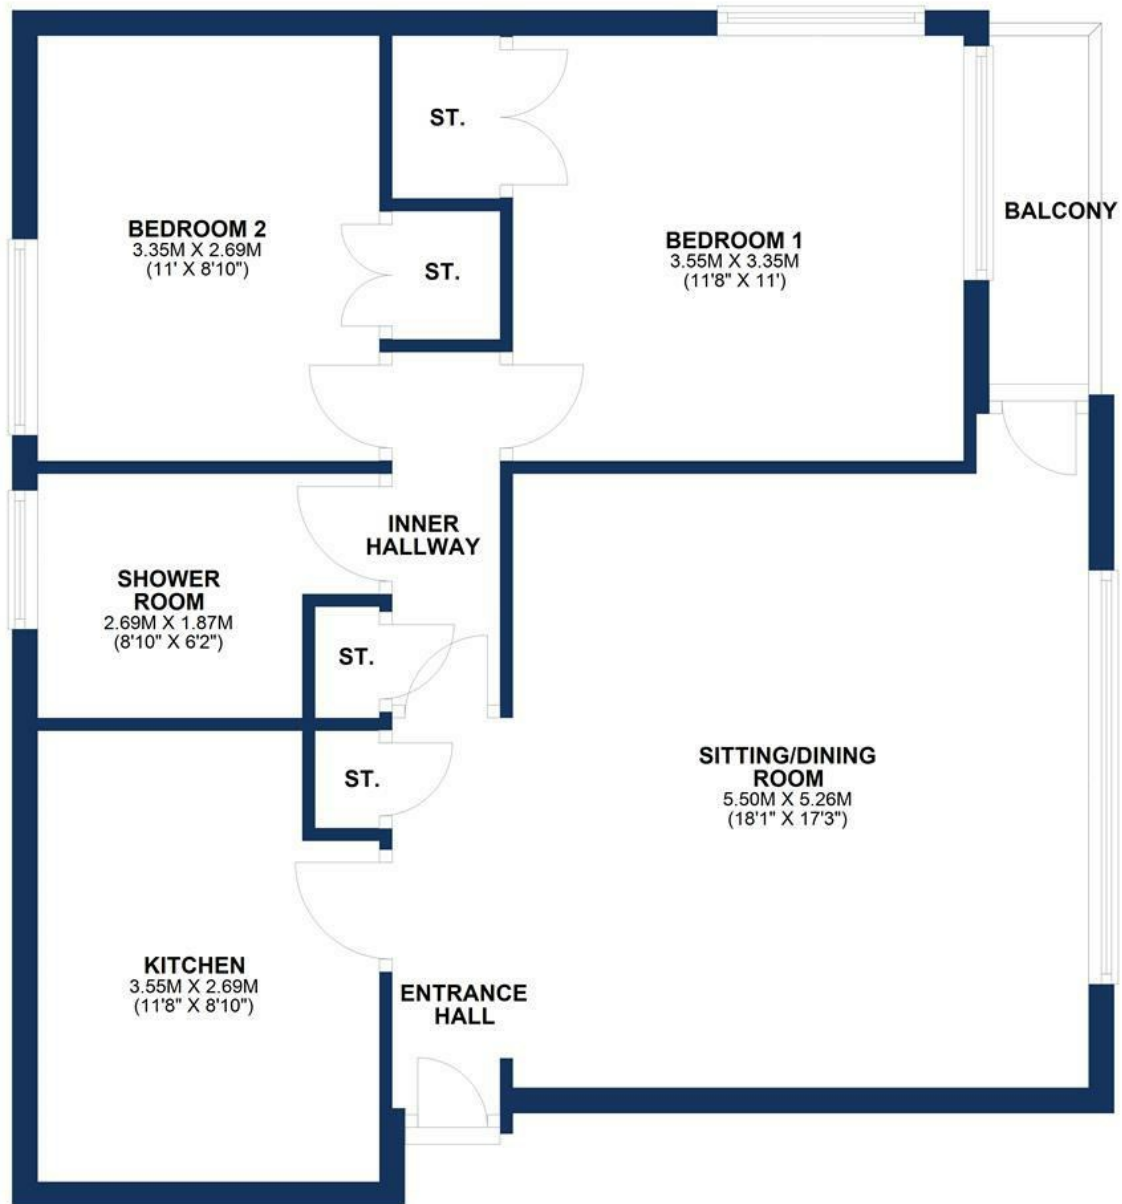 ST.
BALCONY
BEDROOM 2
3.35M X 2.69M
(11' X 8'10")
BEDROOM 1
3.55M X 3.35M
(11'8" X 11')
ST.
INNER
HALLWAY
SHOWER
ROOM
2.69M X 1.87M
(8'10" X 6'2")
ST.
ST.
SITTING/DINING
ROOM
5.50M X 5.26M
(18'1" X 17'3")
KITCHEN
3.55M X 2.69M
(11'8" X 8'10")
ENTRANCE
HALL